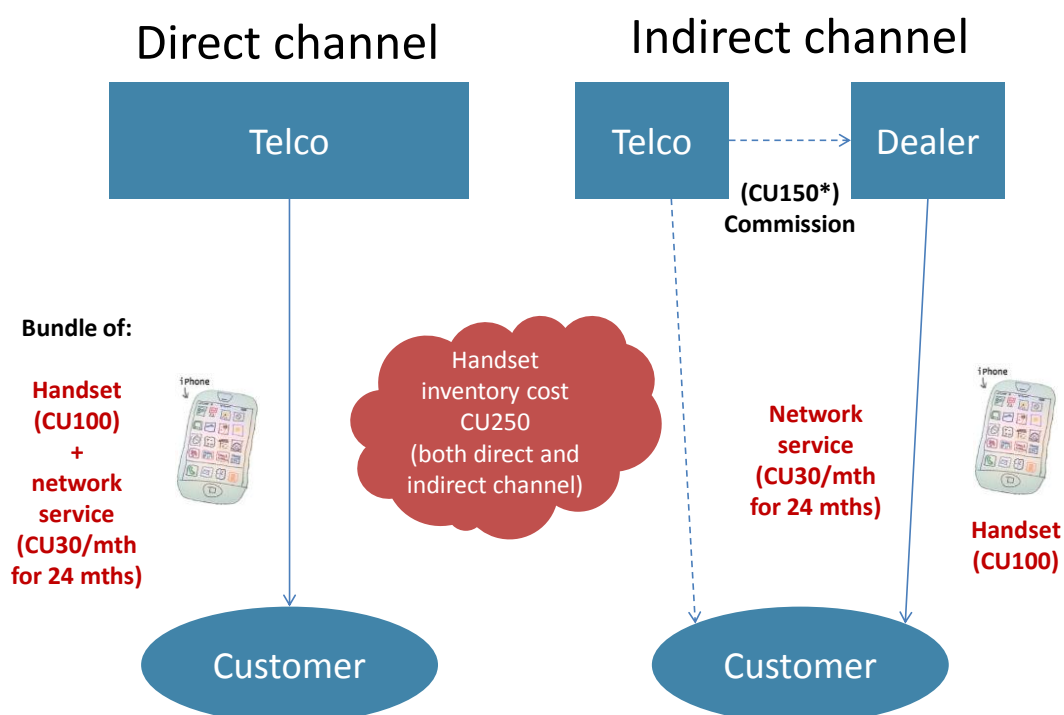 Direct channel
Telco
Bundle of:
Handset
(CU100)
+
network
service
(CU30/mth
for 24 mths)
iPhone
Customer
Handset
inventory cost
CU250
(both direct and
indirect channel)
Indirect channel
Telco
Dealer
(CU150*)
Commission
Network
service
(CU30/mth
for 24 mths)
iPhone
Handset
(CU100)
Customer